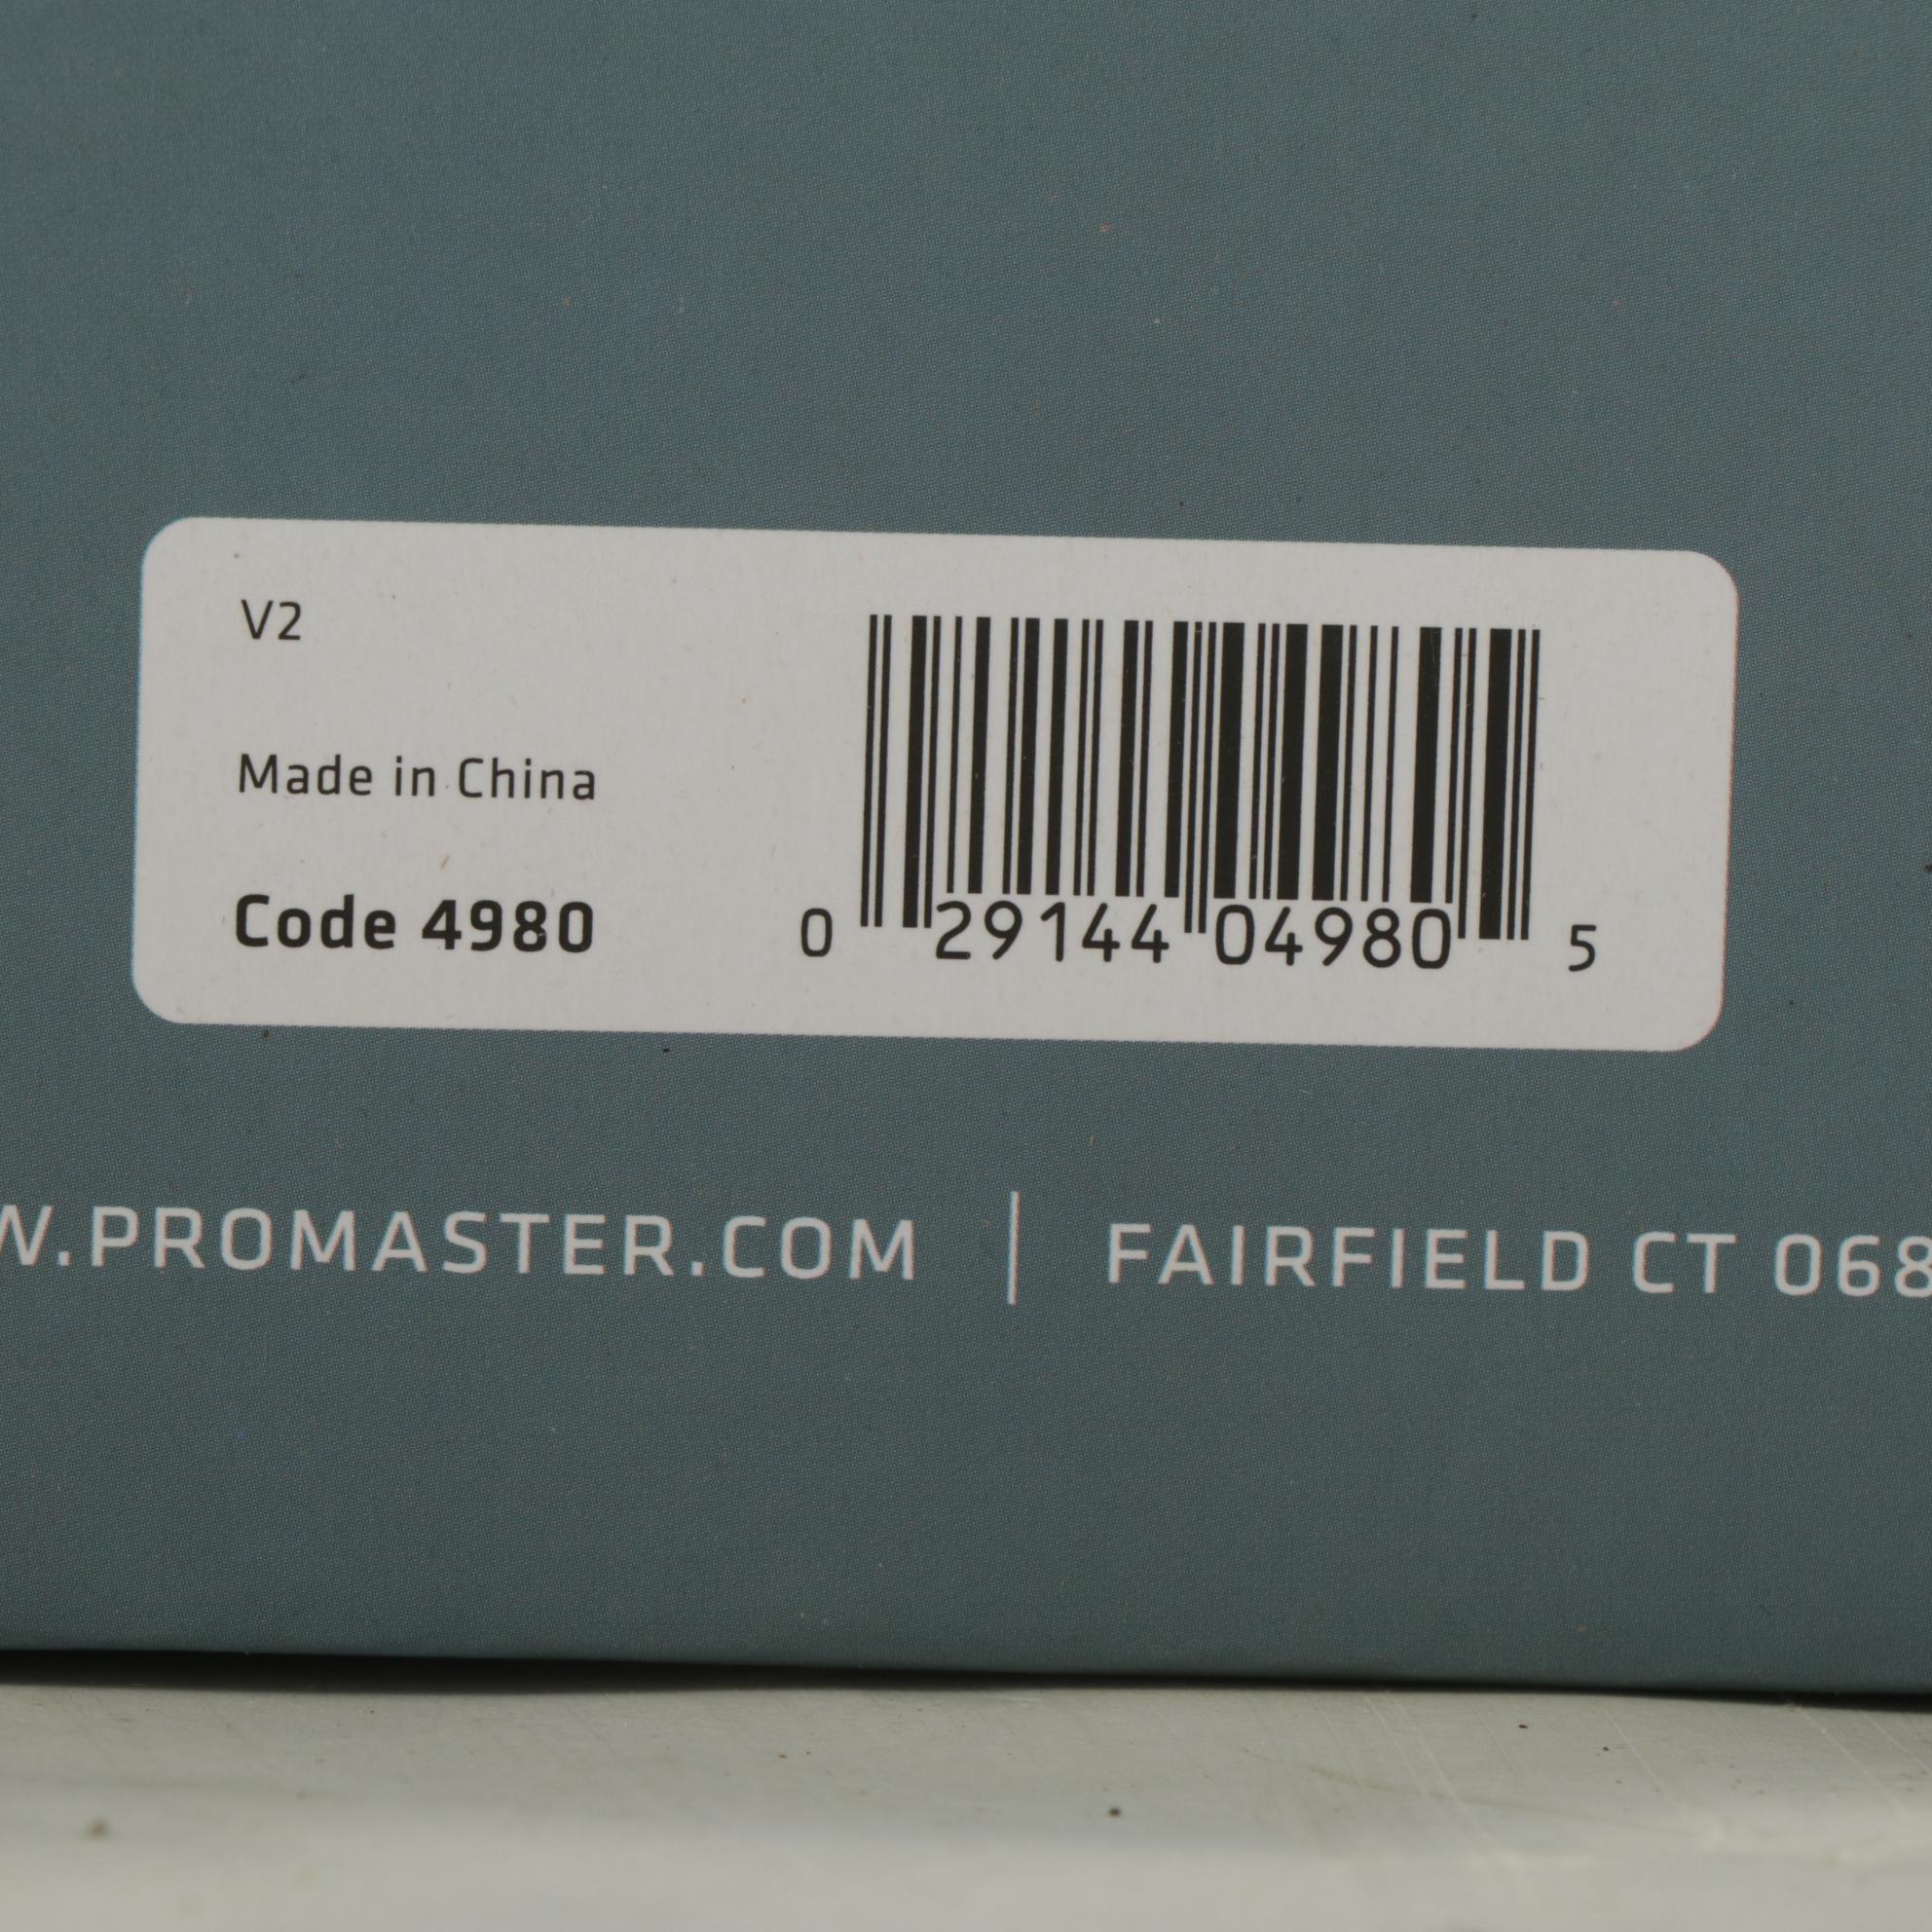 V2
Made in China
Code 4980
0 29144 04980 5
W.PROMASTER.COM | FAIRFIELD CT 068